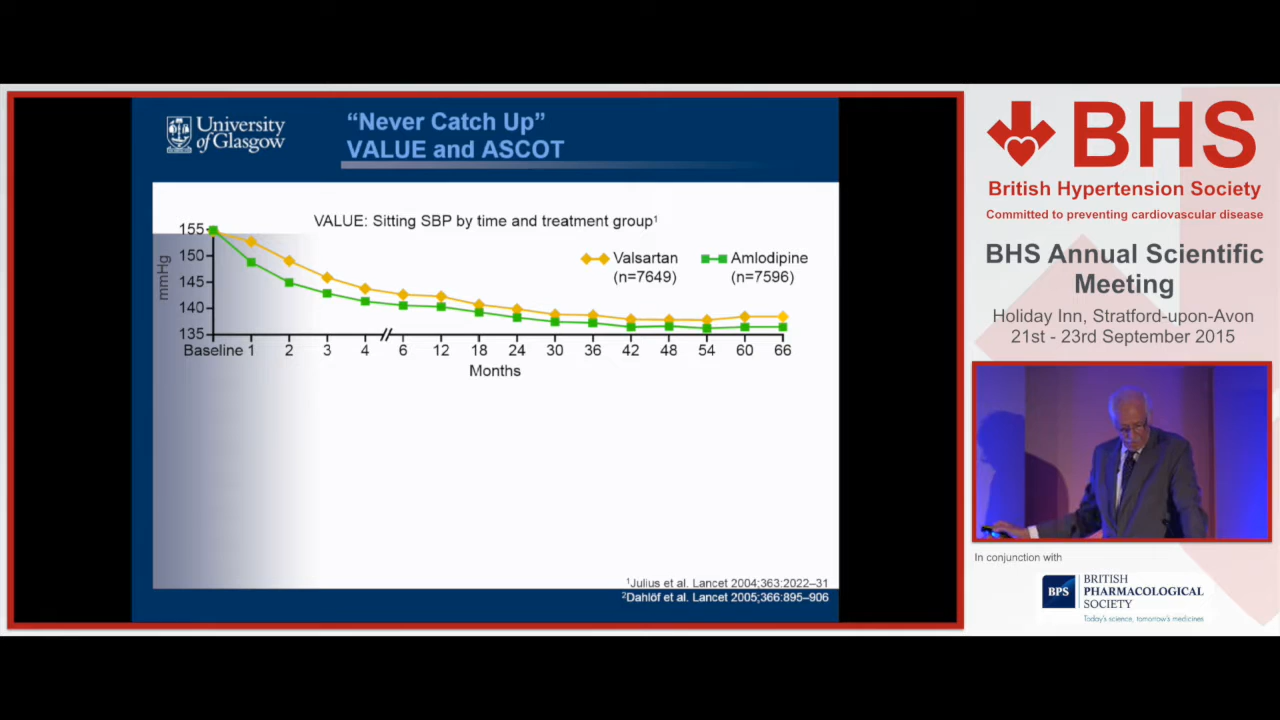 University
of Glasgow
“Never Catch Up”
VALUE and ASCOT
VALUE: Sitting SBP by time and treatment group¹
mmHg
155
150
145
140
135
Valsartan
(n=7649)
Amlodipine
(n=7596)
Baseline 1 2 3 4 6 12 18 24 30 36 42 48 54 60 66
Months
¹Julius et al. Lancet 2004;363:2022–31
²Dahlöf et al. Lancet 2005;366:895–906
BHS
British Hypertension Society
Committed to preventing cardiovascular disease
BHS Annual Scientific
Meeting
Holiday Inn, Stratford-upon-Avon
21st - 23rd September 2015
In conjunction with
BPS
BRITISH
PHARMACOLOGICAL
SOCIETY
Today's science, tomorrow's medicines